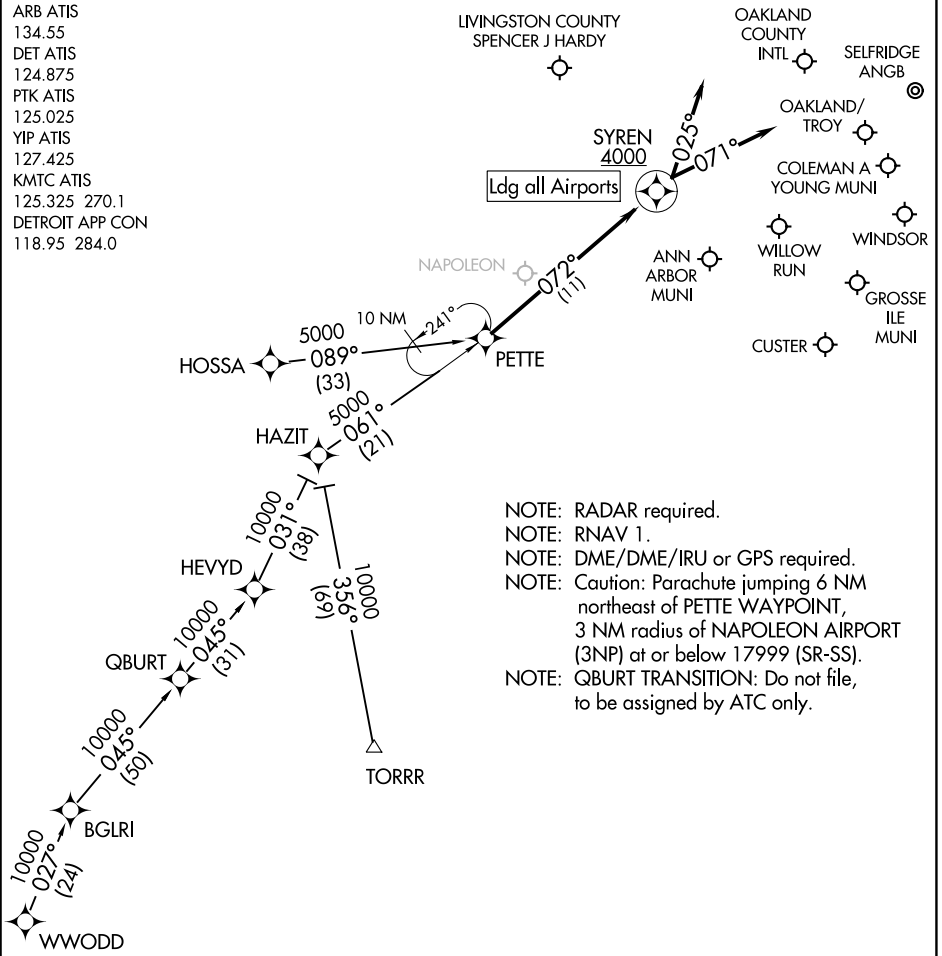 ARB ATIS
134.55
DET ATIS
124.875
PTK ATIS
125.025
YIP ATIS
127.425
KMTC ATIS
125.325 270.1
DETROIT APP CON
118.95 284.0
LIVINGSTON COUNTY
SPENCER J HARDY
OAKLAND
COUNTY
INTL
SELFRIDGE
ANGB
OAKLAND/
TROY
COLEMAN A
YOUNG MUNI
WINDSOR
WILLOW
RUN
ANN
ARBOR
MUNI
GROSSE
ILE
MUNI
CUSTER
SYREN
4000
Ldg all Airports
025°
071°
NAPOLEON
072°
(11)
10 NM
241°
PETTE
HOSSA
5000
089°
(33)
HAZIT
5000
061°
(21)
10000
031°
(38)
HEVYD
10000
356°
(69)
TORRR
10000
045°
(31)
QBURT
10000
045°
(50)
BGLRI
10000
027°
(24)
WWODD
NOTE: RADAR required.
NOTE: RNAV 1.
NOTE: DME/DME/IRU or GPS required.
NOTE: Caution: Parachute jumping 6 NM
northeast of PETTE WAYPOINT,
3 NM radius of NAPOLEON AIRPORT
(3NP) at or below 17999 (SR-SS).
NOTE: QBURT TRANSITION: Do not file,
to be assigned by ATC only.